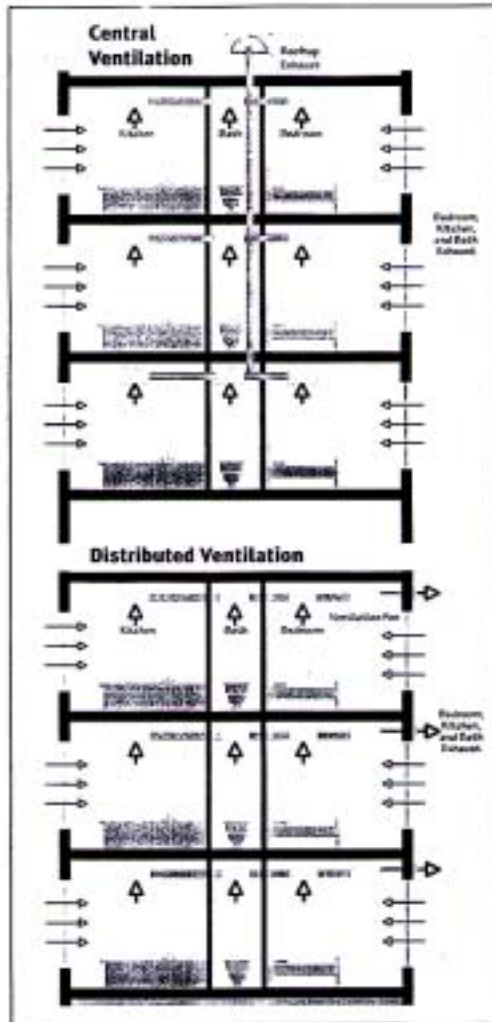 Central
Ventilation
Rooftop
Exhaust
Kitchen
Bath
Bedroom
Bedroom,
Kitchen,
and Bath
Exhaust
Distributed Ventilation
Kitchen
Bath
Bedroom
Ventilation Fan
Bedroom,
Kitchen,
and Bath
Exhaust